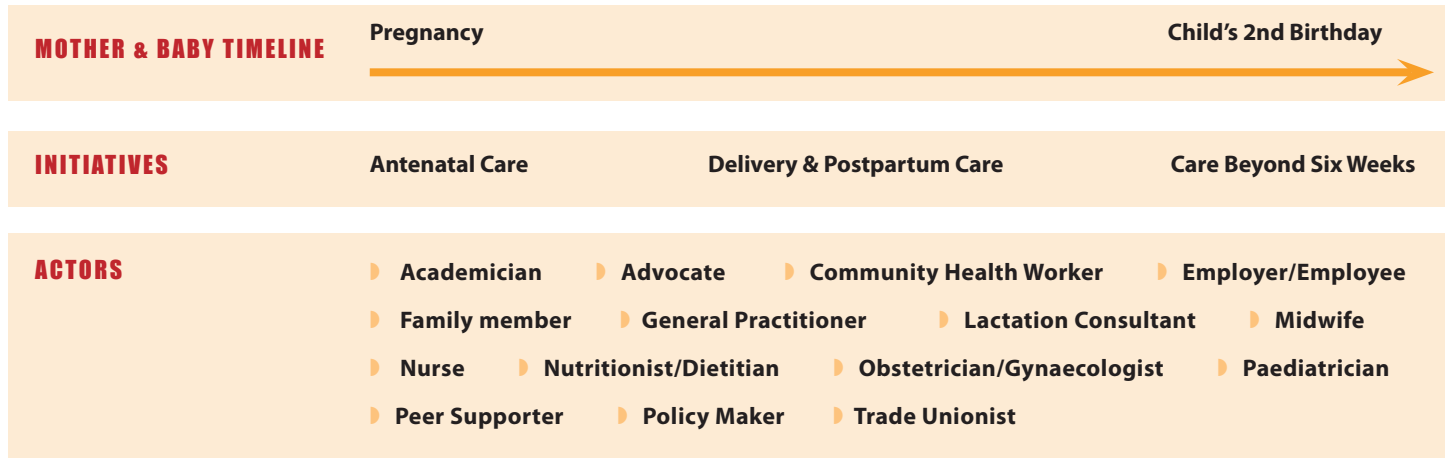 MOTHER & BABY TIMELINE
Pregnancy Child’s 2nd Birthday
INITIATIVES
Antenatal Care Delivery & Postpartum Care Care Beyond Six Weeks
ACTORS
Academician Advocate Community Health Worker Employer/Employee
Family member General Practitioner Lactation Consultant Midwife
Nurse Nutritionist/Dietitian Obstetrician/Gynaecologist Paediatrician
Peer Supporter Policy Maker Trade Unionist